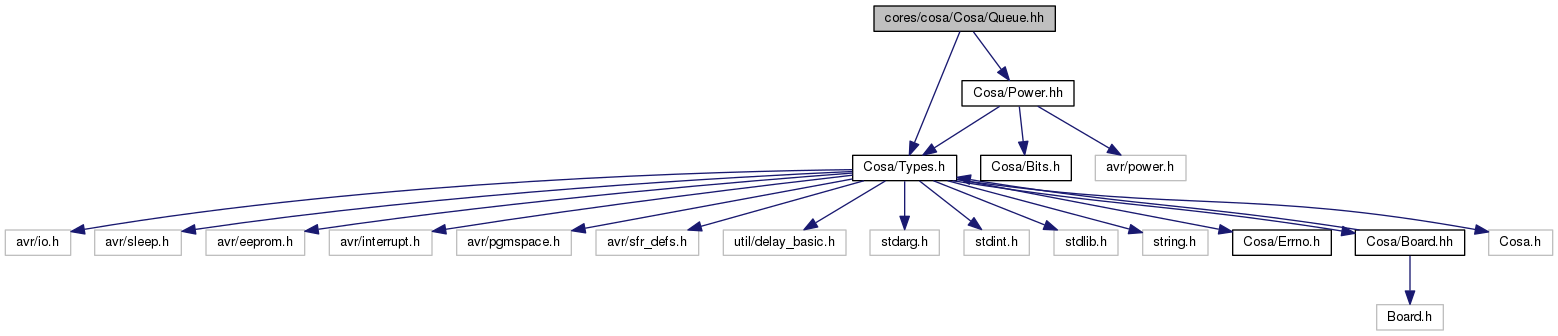 cores/cosa/Cosa/Queue.hh
Cosa/Power.hh
Cosa/Types.h
Cosa/Bits.h
avr/power.h
avr/io.h
avr/sleep.h
avr/eeprom.h
avr/interrupt.h
avr/pgmspace.h
avr/sfr_defs.h
util/delay_basic.h
stdarg.h
stdint.h
stdlib.h
string.h
Cosa/Errno.h
Cosa/Board.hh
Cosa.h
Board.h